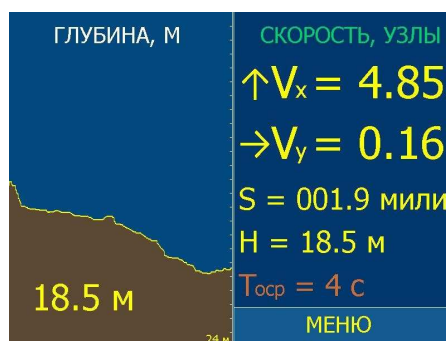 ГЛУБИНА, М
18.5 м
24 м
СКОРОСТЬ, УЗЛЫ
↑Vx = 4.85
→Vy = 0.16
S = 001.9 мили
H = 18.5 м
Tоср = 4 с
МЕНЮ